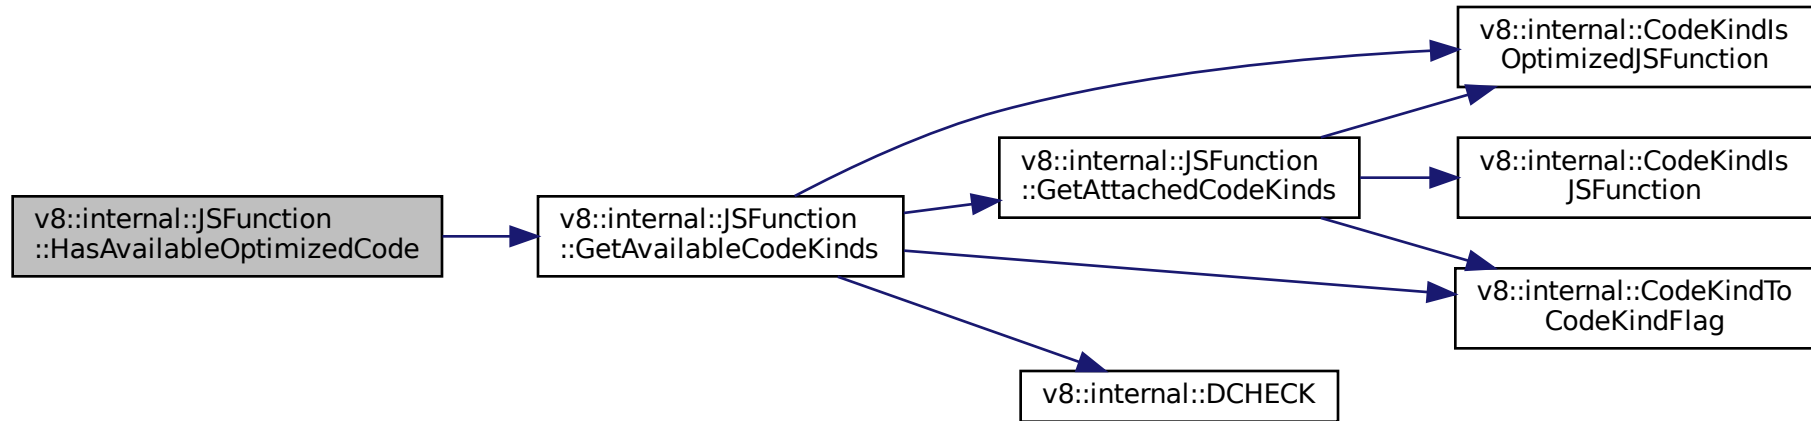 v8::internal::JSFunction
::HasAvailableOptimizedCode
v8::internal::JSFunction
::GetAvailableCodeKinds
v8::internal::JSFunction
::GetAttachedCodeKinds
v8::internal::CodeKindIs
OptimizedJSFunction
v8::internal::CodeKindIs
JSFunction
v8::internal::CodeKindTo
CodeKindFlag
v8::internal::DCHECK